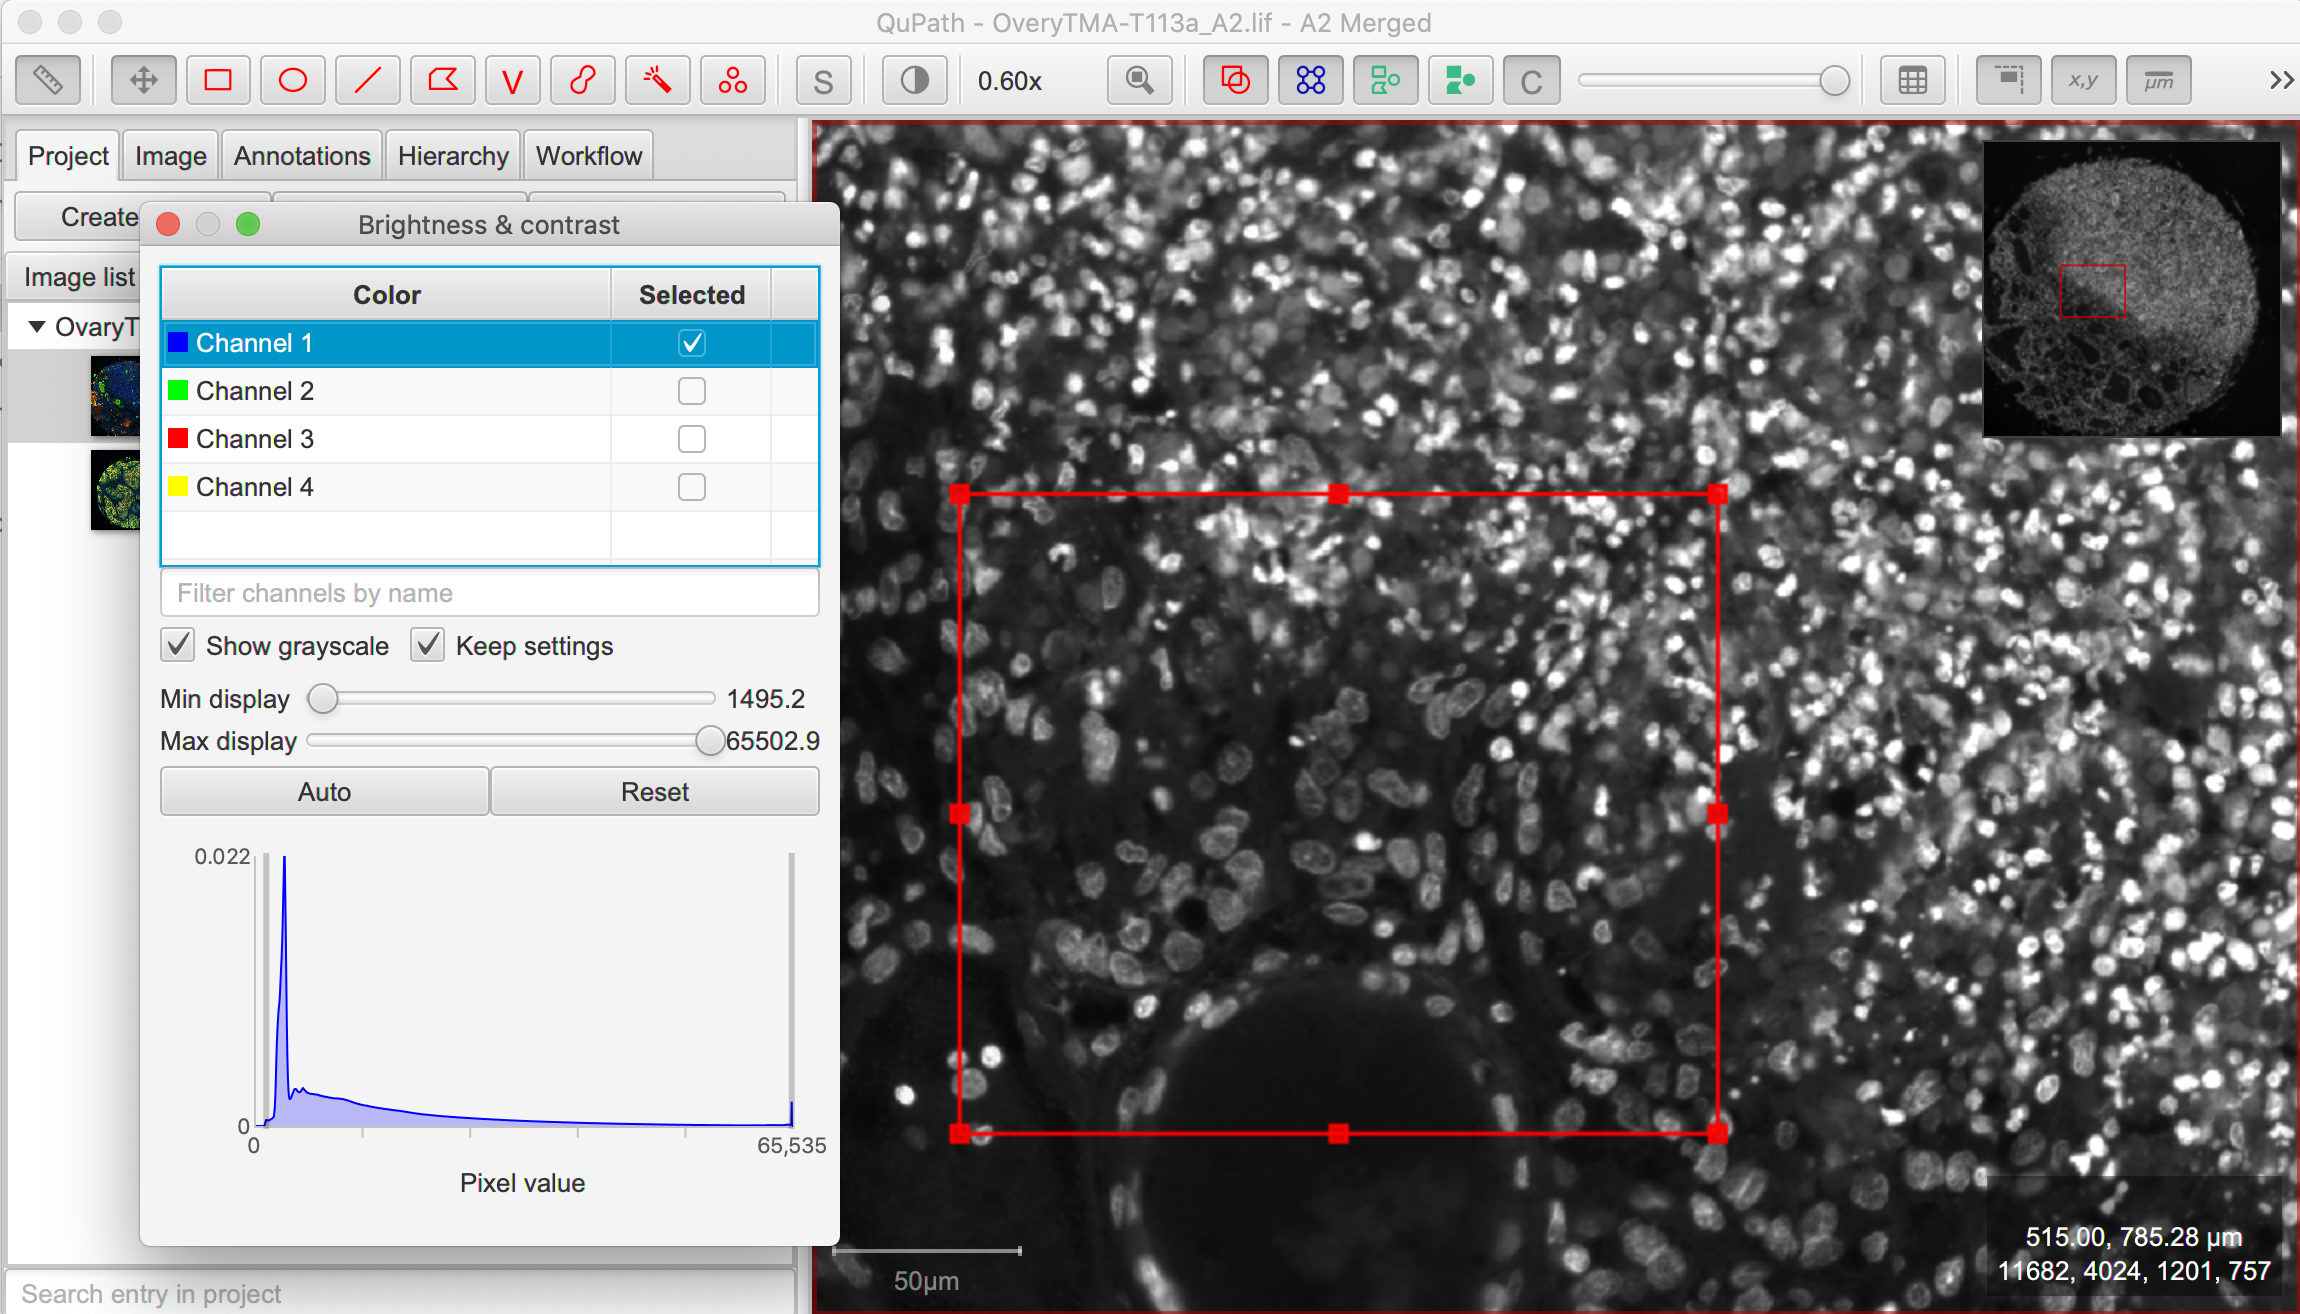 QuPath - OveryTMA-T113a_A2.lif - A2 Merged
V
S
0.60x
C
x,y
µm
Project
Image
Annotations
Hierarchy
Workflow
Create
Image list
OvaryT
Brightness & contrast
Color
Selected
Channel 1
Channel 2
Channel 3
Channel 4
Filter channels by name
Show grayscale
Keep settings
Min display
1495.2
Max display
65502.9
Auto
Reset
0.022
0
0
65,535
Pixel value
Search entry in project
50µm
515.00, 785.28 µm
11682, 4024, 1201, 757